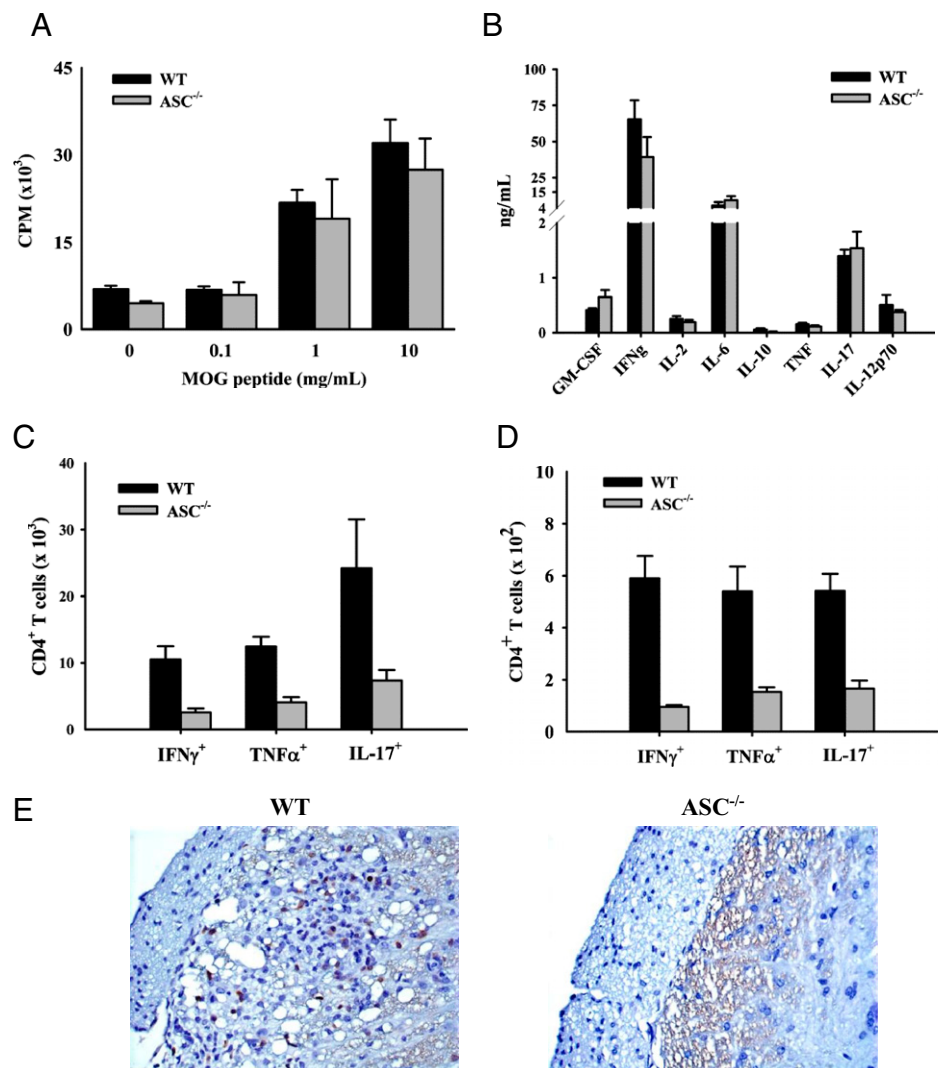 A
45
30
15
0
CPM (x10³)
WT
ASC⁻/⁻
0 0.1 1 10
MOG peptide (mg/mL)
B
100
75
50
25
15
4
2
1
0
ng/mL
WT
ASC⁻/⁻
GM-CSF IFNg IL-2 IL-6 IL-10 TNF IL-17 IL-12p70
C
40
30
20
10
0
CD4⁺ T cells (x 10³)
WT
ASC⁻/⁻
IFNγ⁺ TNFα⁺ IL-17⁺
D
10
8
6
4
2
0
CD4⁺ T cells (x 10²)
WT
ASC⁻/⁻
IFNγ⁺ TNFα⁺ IL-17⁺
E
WT ASC⁻/⁻